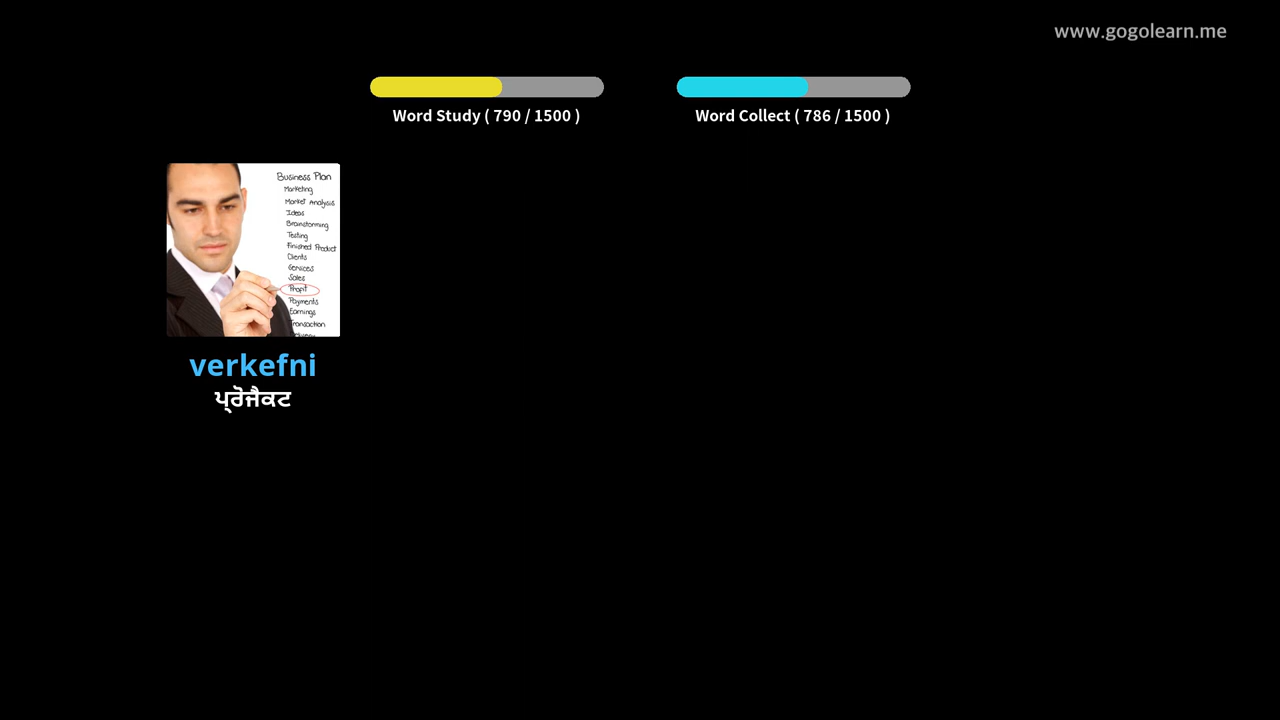 www.gogolearn.me
Word Study ( 790 / 1500 )
Word Collect ( 786 / 1500 )
Business Plan
Marketing
Market Analysis
Ideas
Brainstorming
Testing
Finished Product
Clients
Services
Sales
Profit
Payments
Earnings
Transaction
Delivery
verkefni
ਪ੍ਰੋਜੈਕਟ